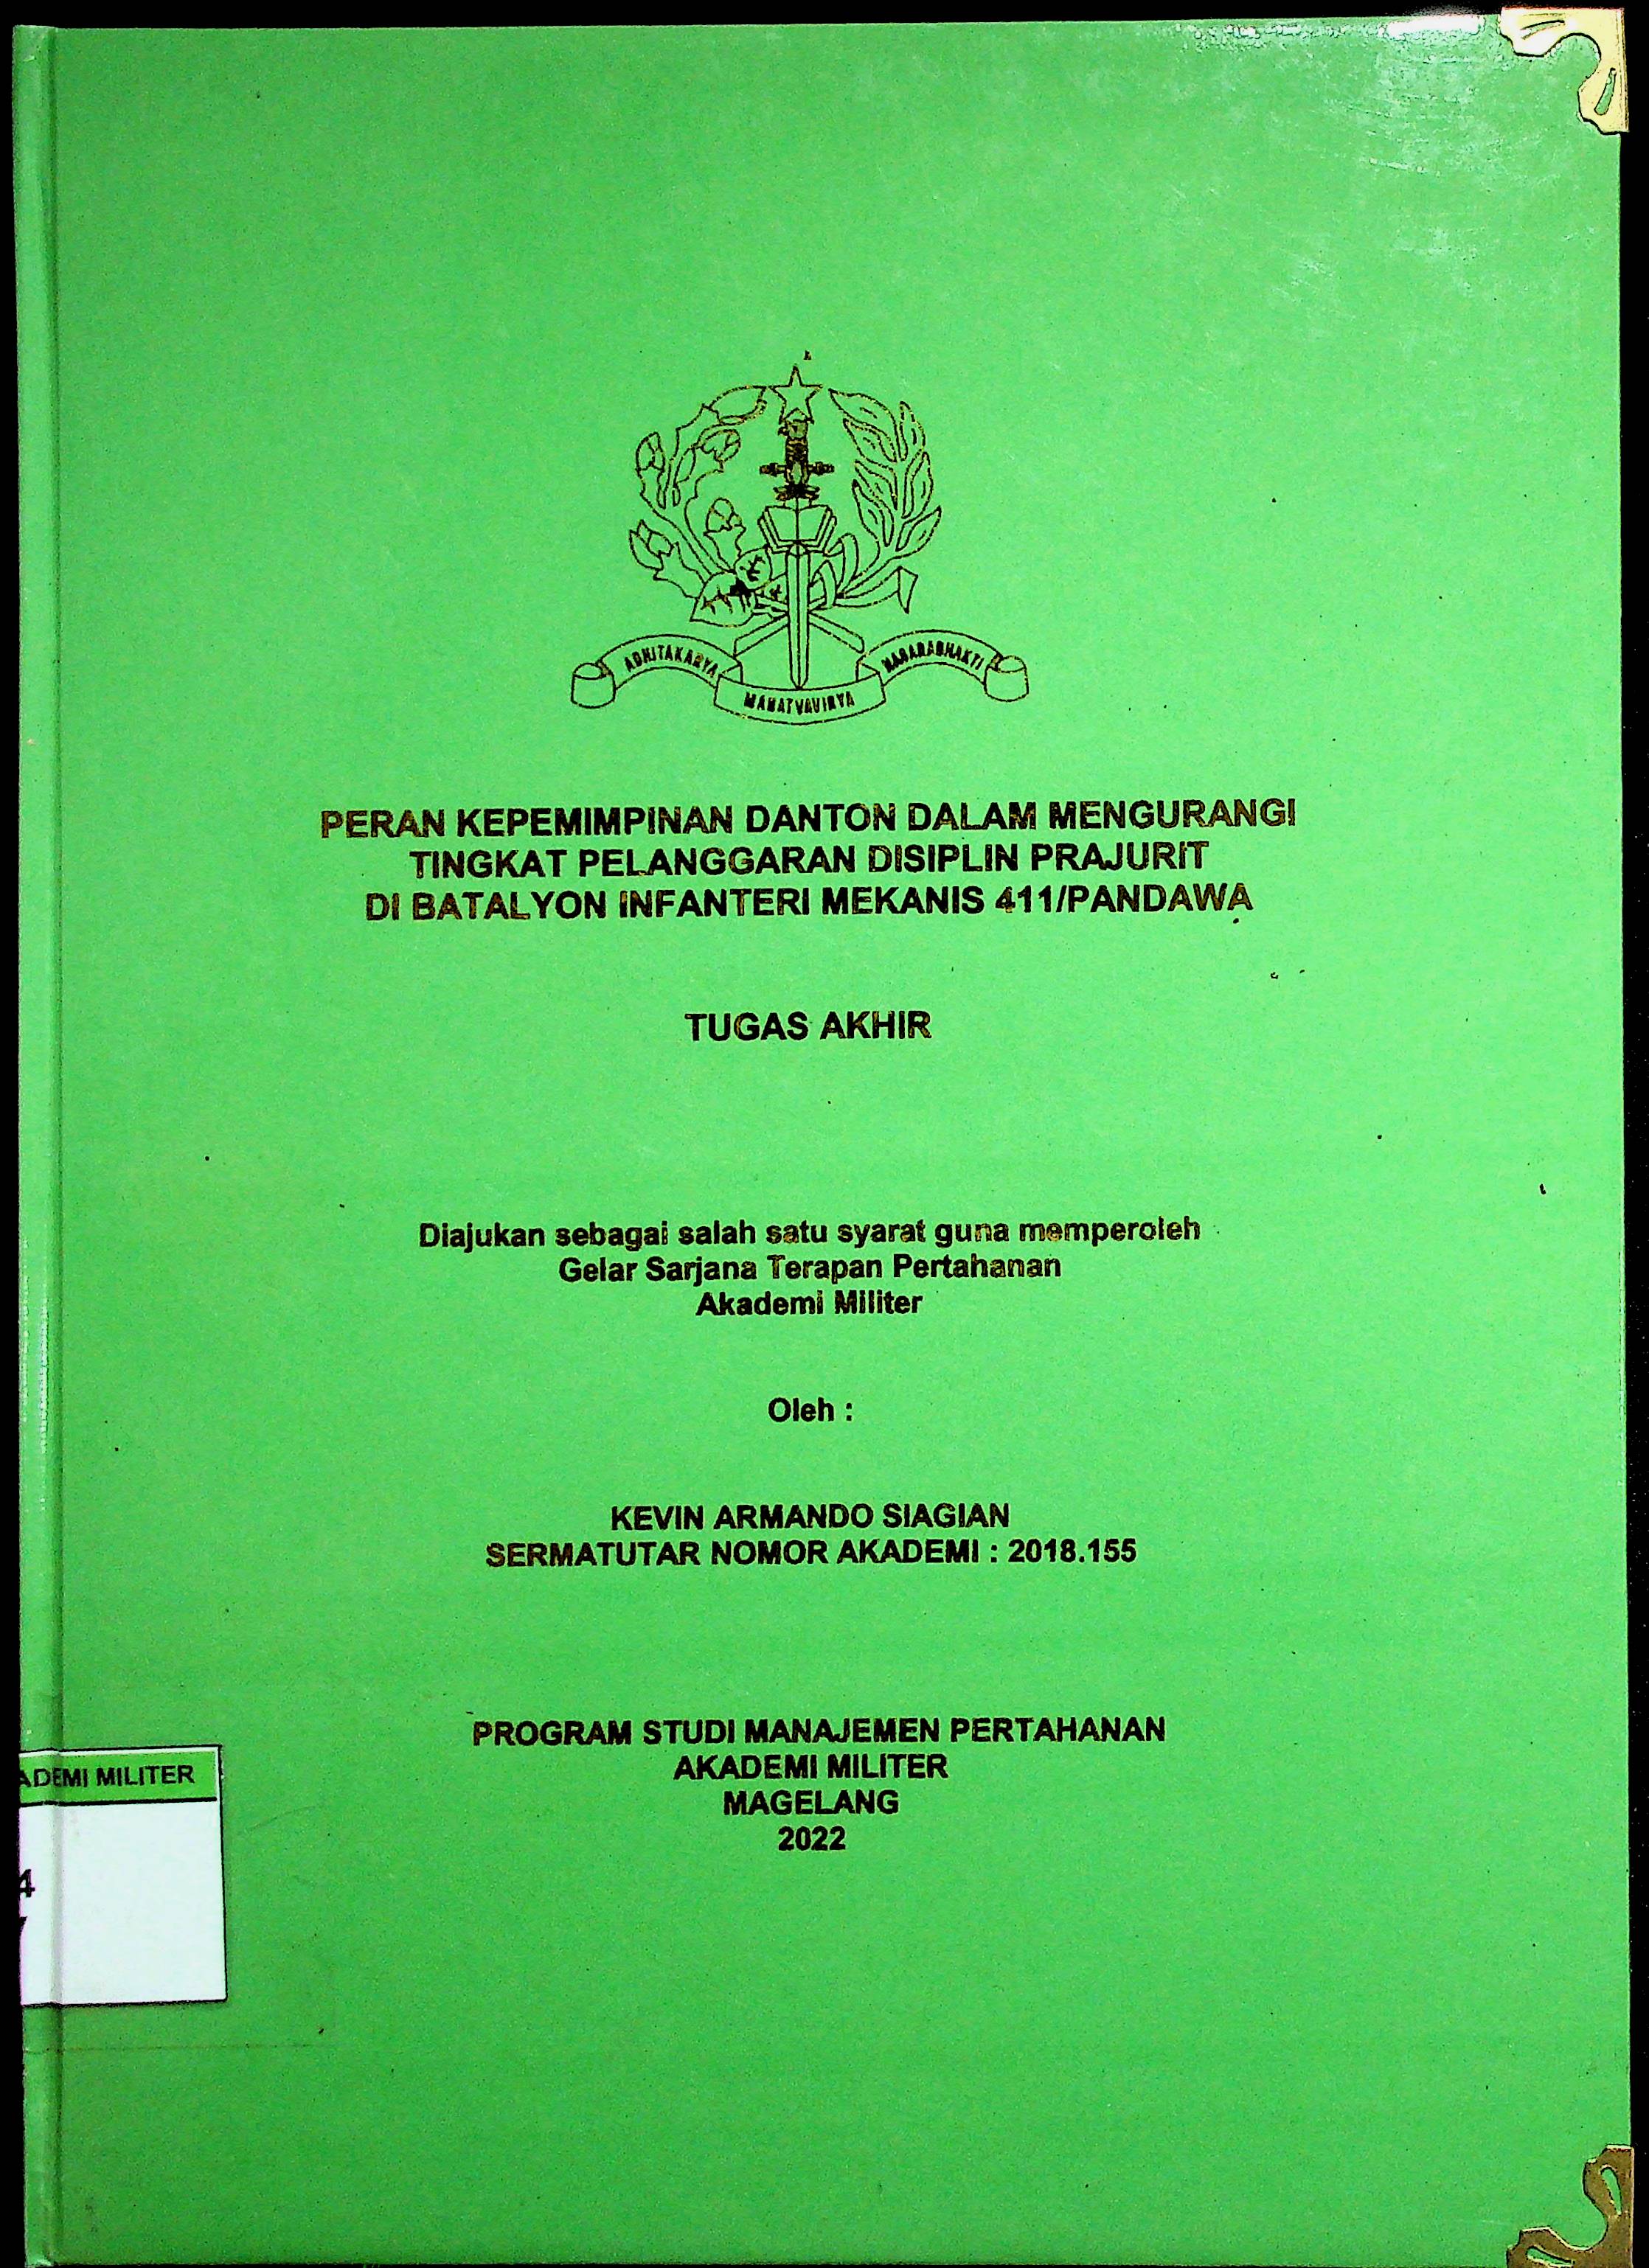 ADHITAKARYA
MAHATVAVIRYA
NAGARABHAKTI
PERAN KEPEMIMPINAN DANTON DALAM MENGURANGI
TINGKAT PELANGGARAN DISIPLIN PRAJURIT
DI BATALYON INFANTERI MEKANIS 411/PANDAWA
TUGAS AKHIR
Diajukan sebagai salah satu syarat guna memperoleh
Gelar Sarjana Terapan Pertahanan
Akademi Militer
Oleh :
KEVIN ARMANDO SIAGIAN
SERMATUTAR NOMOR AKADEMI : 2018.155
PROGRAM STUDI MANAJEMEN PERTAHANAN
AKADEMI MILITER
MAGELANG
2022
ADEMI MILITER
4